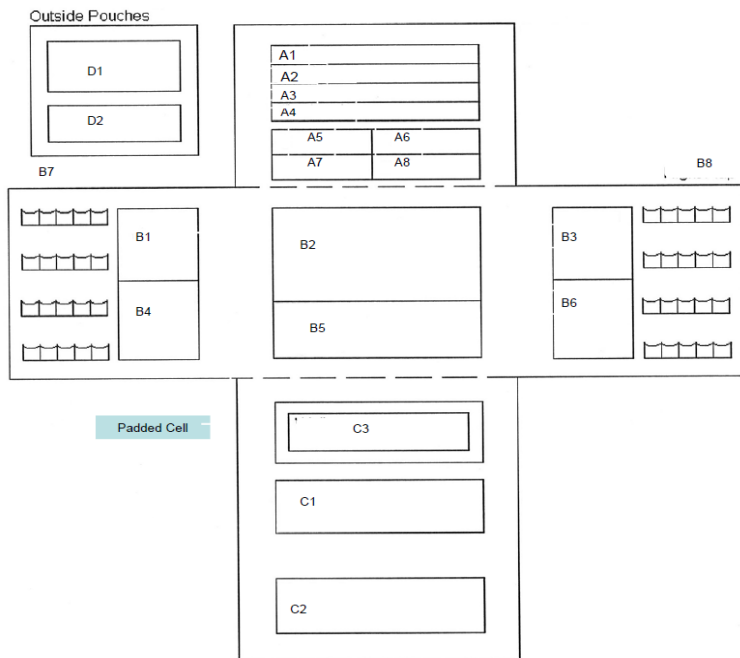 Outside Pouches
D1
D2
A1
A2
A3
A4
A5 A6
A7 A8
B7
B8
B1
B2
B3
B4
B5
B6
Padded Cell
C3
C1
C2